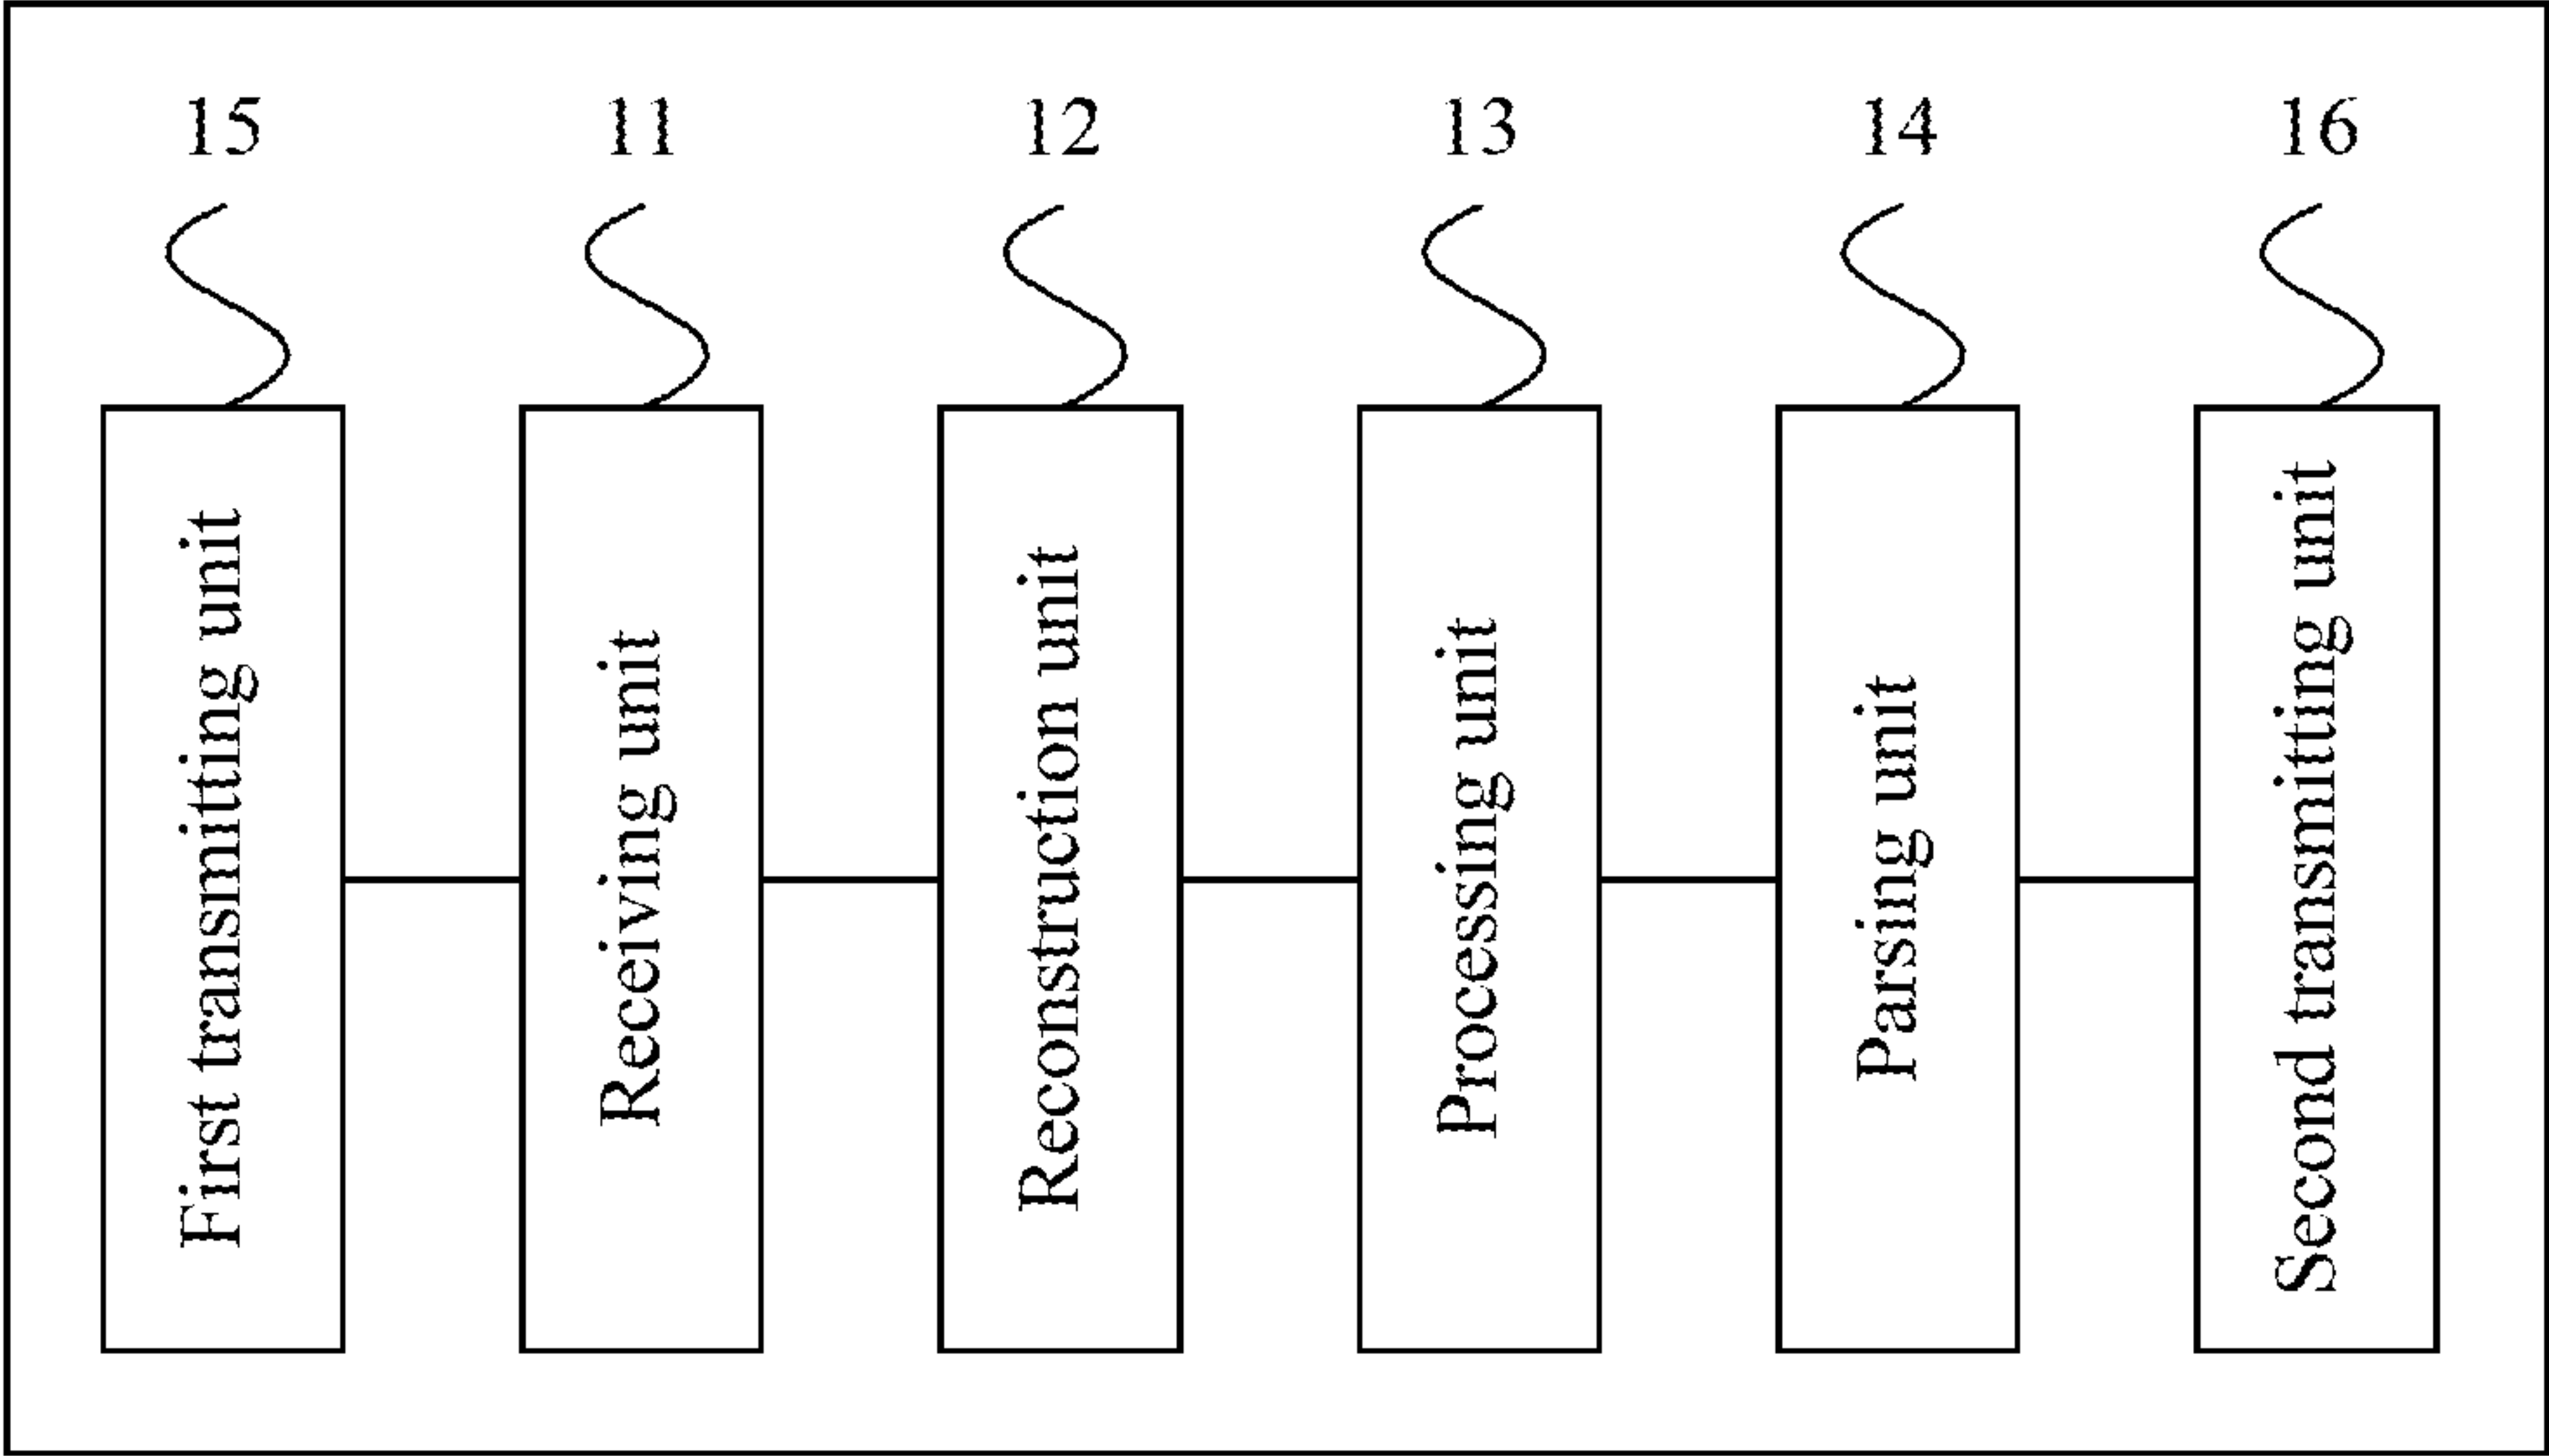 15
11
12
13
14
16
First transmitting unit
Receiving unit
Reconstruction unit
Processing unit
Parsing unit
Second transmitting unit